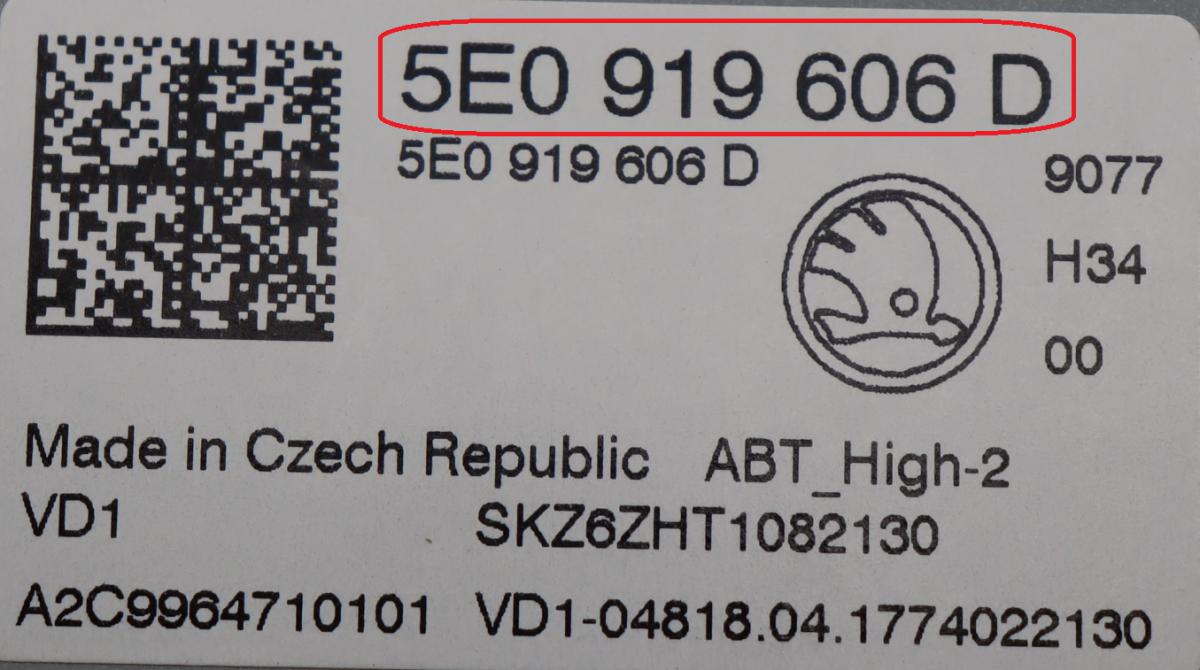 5E0 919 606 D
5E0 919 606 D
9077
H34
00
Made in Czech Republic ABT_High-2
VD1 SKZ6ZHT1082130
A2C9964710101 VD1-04818.04.1774022130